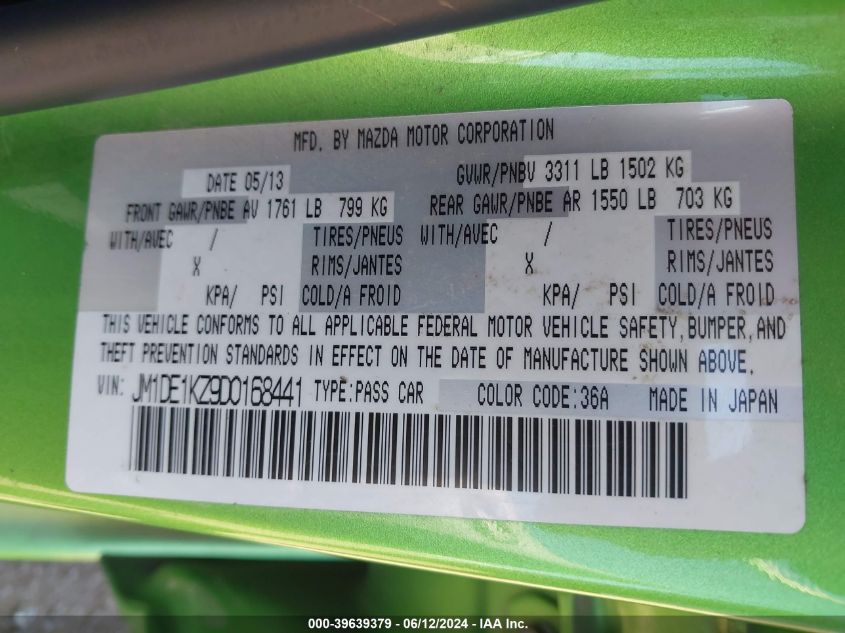 MFD. BY MAZDA MOTOR CORPORATION
DATE 05/13 GVWR/PNBV 3311 LB 1502 KG
FRONT GAWR/PNBE AV 1761 LB 799 KG REAR GAWR/PNBE AR 1550 LB 703 KG
WITH/AVEC / TIRES/PNEUS WITH/AVEC / TIRES/PNEUS
X RIMS/JANTES X RIMS/JANTES
KPA/ PSI COLD/A FROID KPA/ PSI COLD/A FROID
THIS VEHICLE CONFORMS TO ALL APPLICABLE FEDERAL MOTOR VEHICLE SAFETY, BUMPER, AND
THEFT PREVENTION STANDARDS IN EFFECT ON THE DATE OF MANUFACTURE SHOWN ABOVE.
VIN: JM1DE1KZ9D0168441 TYPE:PASS CAR COLOR CODE:36A MADE IN JAPAN
000-39639379 - 06/12/2024 - IAA Inc.